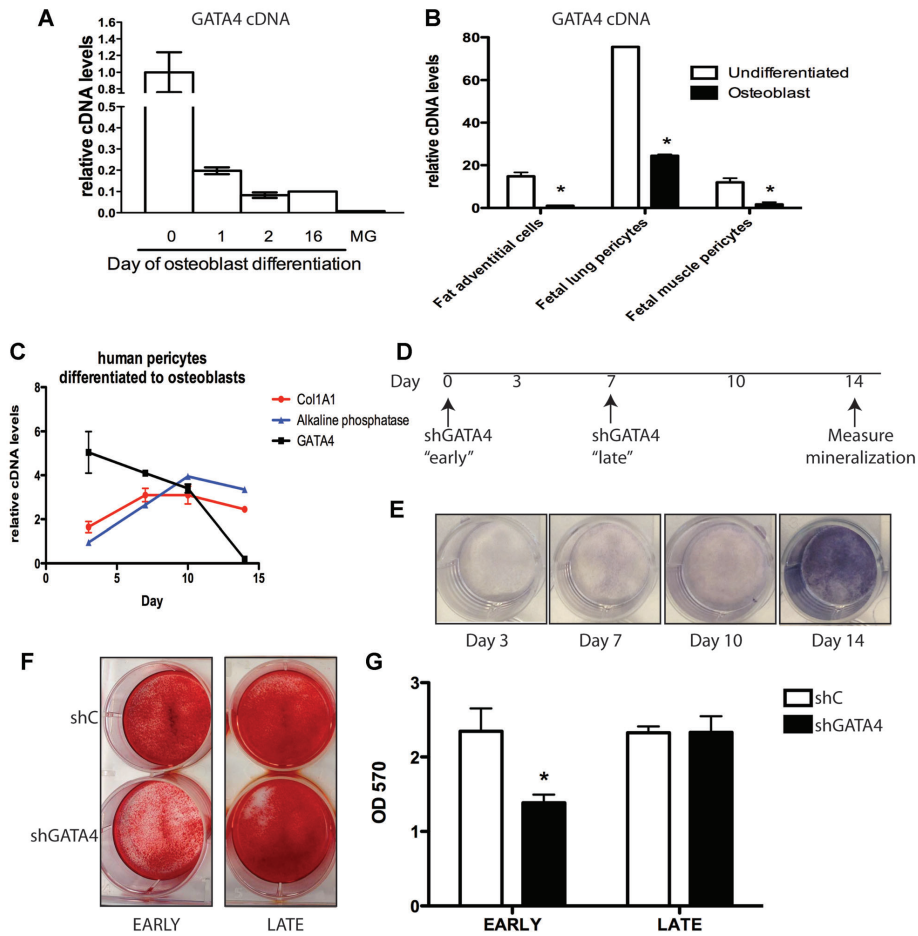 A
GATA4 cDNA
relative cDNA levels
1.6
1.4
1.2
1.0
0.8
0.6
0.5
0.4
0.3
0.2
0.1
0.0
0 1 2 16 MG
Day of osteoblast differentiation
B
GATA4 cDNA
relative cDNA levels
80
60
40
20
0
Undifferentiated
Osteoblast
* * *
Fat adventitial cells
Fetal lung pericytes
Fetal muscle pericytes
C
human pericytes
differentiated to osteoblasts
relative cDNA levels
8
6
4
2
0
0 5 10 15
Day
Col1A1
Alkaline phosphatase
GATA4
D
Day 0 3 7 10 14
shGATA4
"early"
shGATA4
"late"
Measure
mineralization
E
Day 3 Day 7 Day 10 Day 14
F
shC
shGATA4
EARLY LATE
G
OD 570
3
2
1
0
*
shC
shGATA4
EARLY LATE